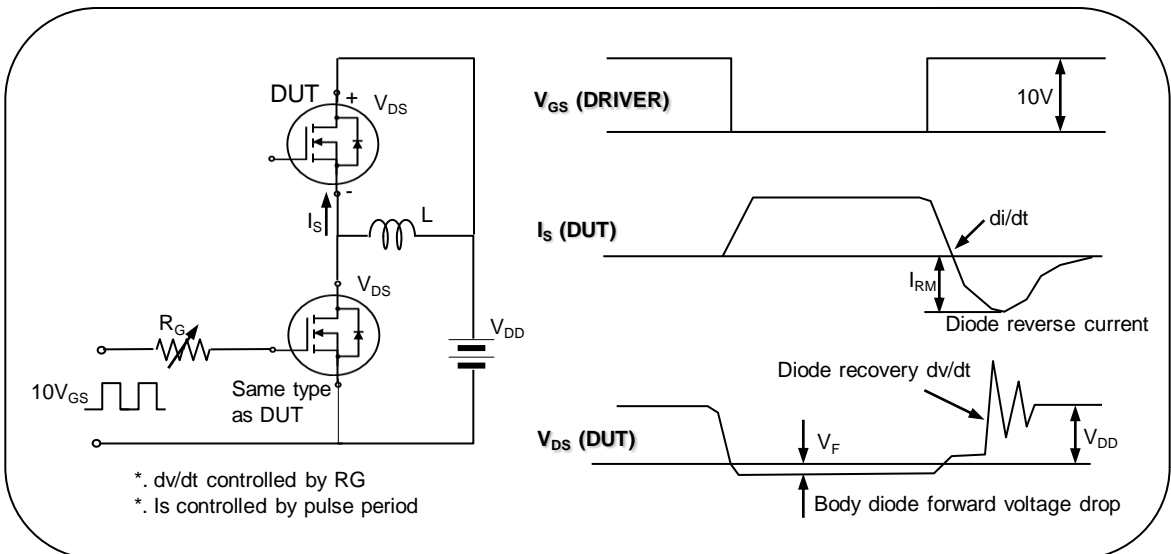 DUT
+
V_DS
-
I_S
L
V_DS
R_G
V_DD
10V_GS
Same type
as DUT
*. dv/dt controlled by RG
*. Is controlled by pulse period
V_GS (DRIVER)
10V
I_S (DUT)
di/dt
I_RM
Diode reverse current
Diode recovery dv/dt
V_DS (DUT)
V_F
V_DD
Body diode forward voltage drop